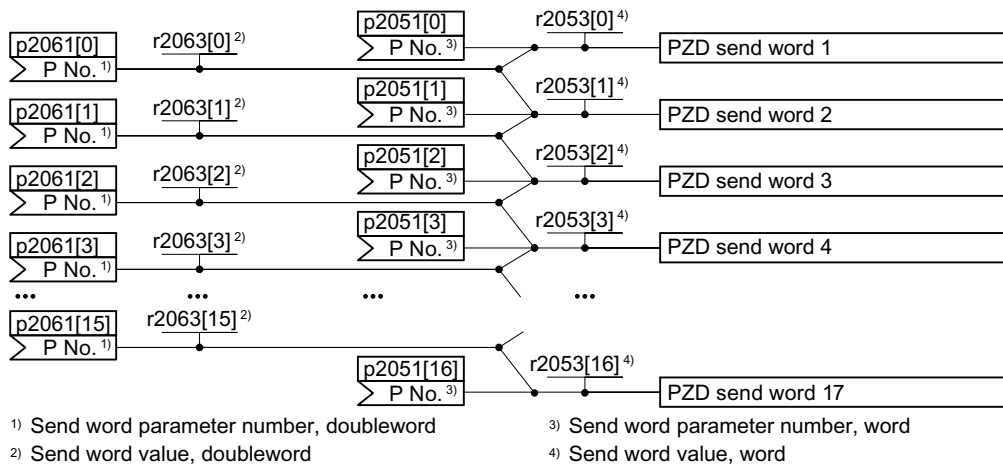 p2051[0] r2053[0] 4)
p2061[0] r2063[0] 2) P No. 3) PZD send word 1
P No. 1)
p2051[1] r2053[1] 4)
p2061[1] r2063[1] 2) P No. 3) PZD send word 2
P No. 1)
p2051[2] r2053[2] 4)
p2061[2] r2063[2] 2) P No. 3) PZD send word 3
P No. 1)
p2051[3] r2053[3] 4)
p2061[3] r2063[3] 2) P No. 3) PZD send word 4
P No. 1)
... ... ... ...
p2061[15] r2063[15] 2)
P No. 1)
p2051[16] r2053[16] 4)
P No. 3) PZD send word 17
1) Send word parameter number, doubleword 3) Send word parameter number, word
2) Send word value, doubleword 4) Send word value, word